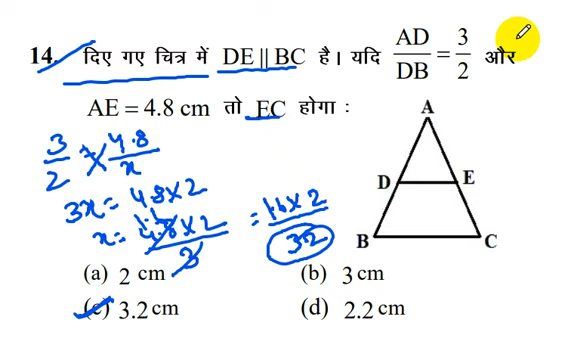 14. दिए गए चित्र में DE || BC है। यदि AD/DB = 3/2 और
AE = 4.8 cm तो EC होगा :
A
D E
B C
3/2 = 4.8/x
3x = 4.8 × 2
x = 4.8 × 2 / 3 = 1.6 × 2
3.2
(a) 2 cm (b) 3 cm
(c) 3.2 cm (d) 2.2 cm